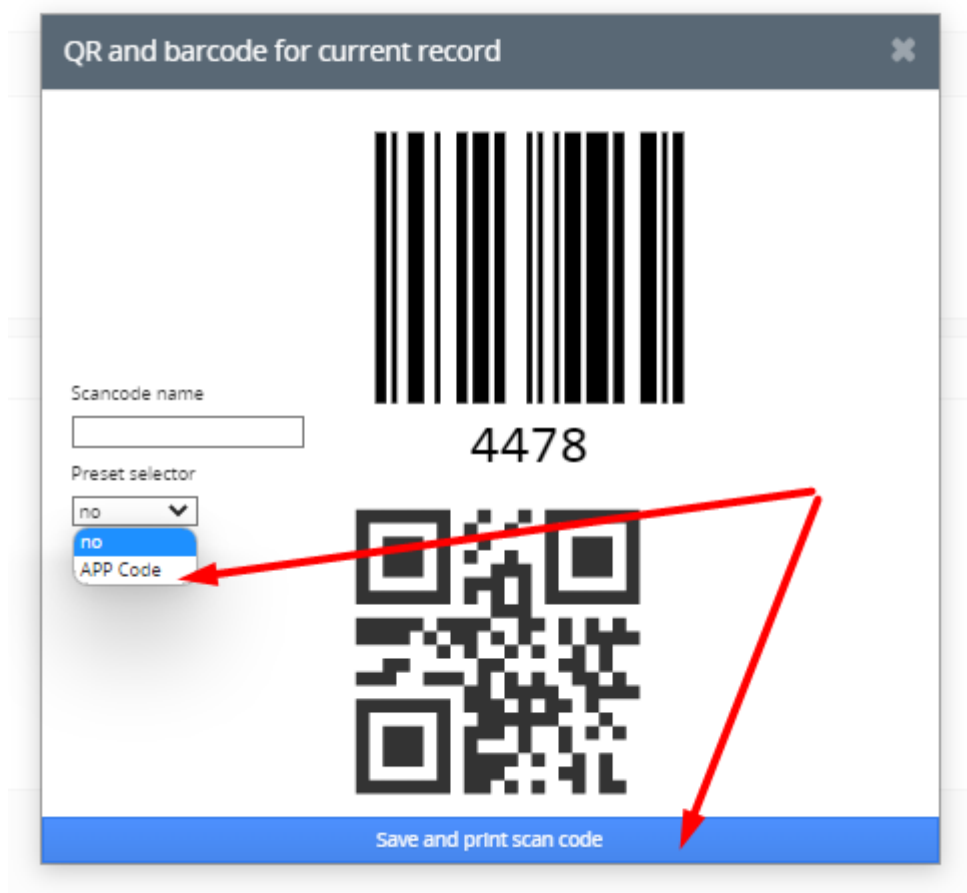 QR and barcode for current record
Scancode name
4478
Preset selector
no
no
APP Code
Save and print scan code